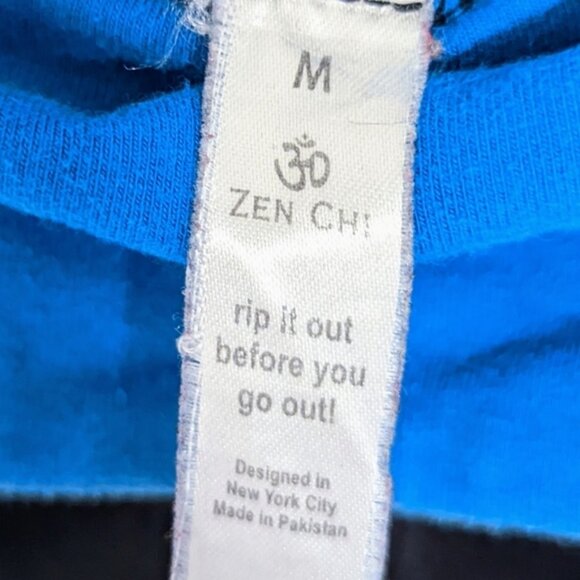 M
ॐ
ZEN CHI
rip it out
before you
go out!
Designed in
New York City
Made in Pakistan